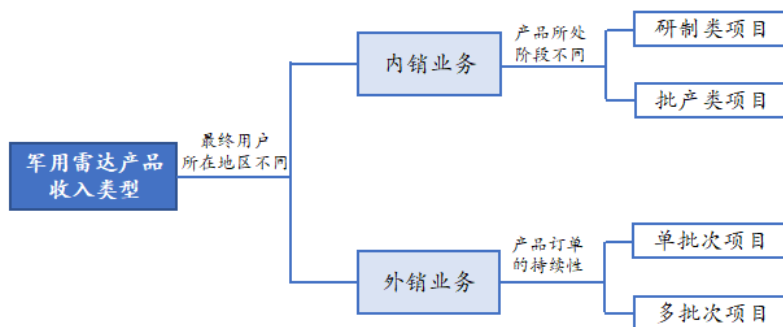 军用雷达产品
收入类型
最终用户
所在地区不同
内销业务
产品所处
阶段不同
研制类项目
批产类项目
外销业务
产品订单
的持续性
单批次项目
多批次项目